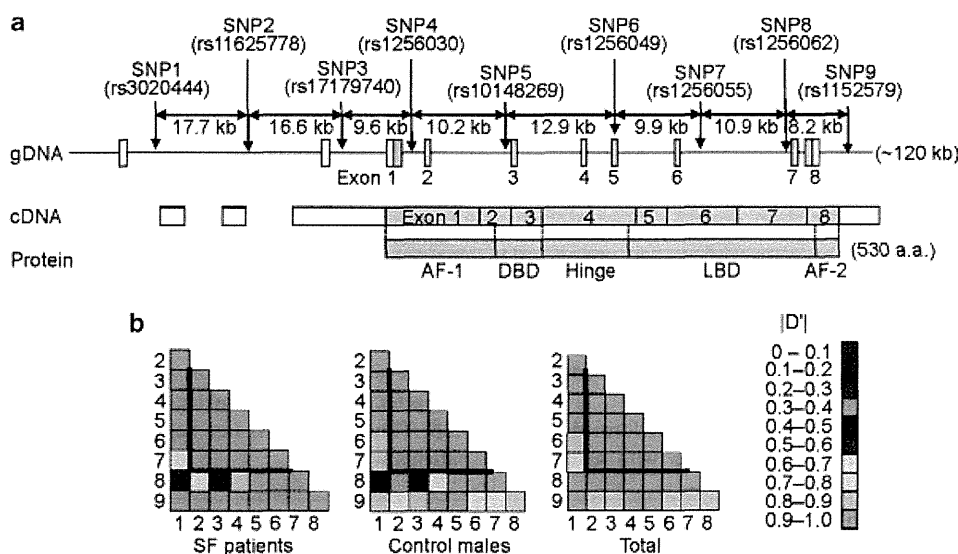 a
SNP1
(rs3020444)
SNP2
(rs11625778)
SNP3
(rs17179740)
SNP4
(rs1256030)
SNP5
(rs10148269)
SNP6
(rs1256049)
SNP7
(rs1256055)
SNP8
(rs1256062)
SNP9
(rs1152579)
17.7 kb 16.6 kb 9.6 kb 10.2 kb 12.9 kb 9.9 kb 10.9 kb 8.2 kb
gDNA (~120 kb)
Exon 1 2 3 4 5 6 7 8
cDNA Exon 1 2 3 4 5 6 7 8
Protein (530 a.a.)
AF-1 DBD Hinge LBD AF-2
b
2
3
4
5
6
7
8
9
1 2 3 4 5 6 7 8
SF patients
2
3
4
5
6
7
8
9
1 2 3 4 5 6 7 8
Control males
2
3
4
5
6
7
8
9
1 2 3 4 5 6 7 8
Total
|D'|
0 – 0.1
0.1–0.2
0.2–0.3
0.3–0.4
0.4–0.5
0.5–0.6
0.6–0.7
0.7–0.8
0.8–0.9
0.9–1.0